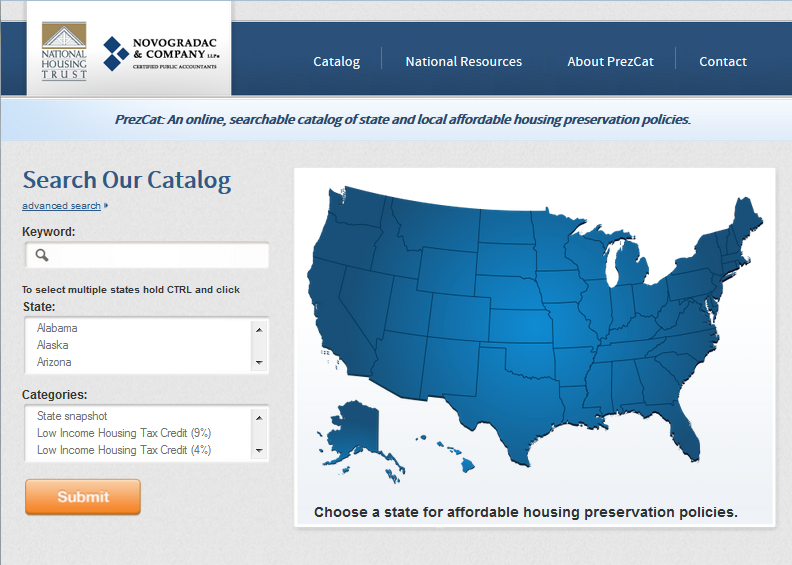 NATIONAL
HOUSING
TRUST
NOVOGRADAC
& COMPANY LLP®
CERTIFIED PUBLIC ACCOUNTANTS
Catalog
National Resources
About PrezCat
Contact
PrezCat: An online, searchable catalog of state and local affordable housing preservation policies.
Search Our Catalog
advanced search
Keyword:
To select multiple states hold CTRL and click
State:
Alabama
Alaska
Arizona
Categories:
State snapshot
Low Income Housing Tax Credit (9%)
Low Income Housing Tax Credit (4%)
Submit
Choose a state for affordable housing preservation policies.